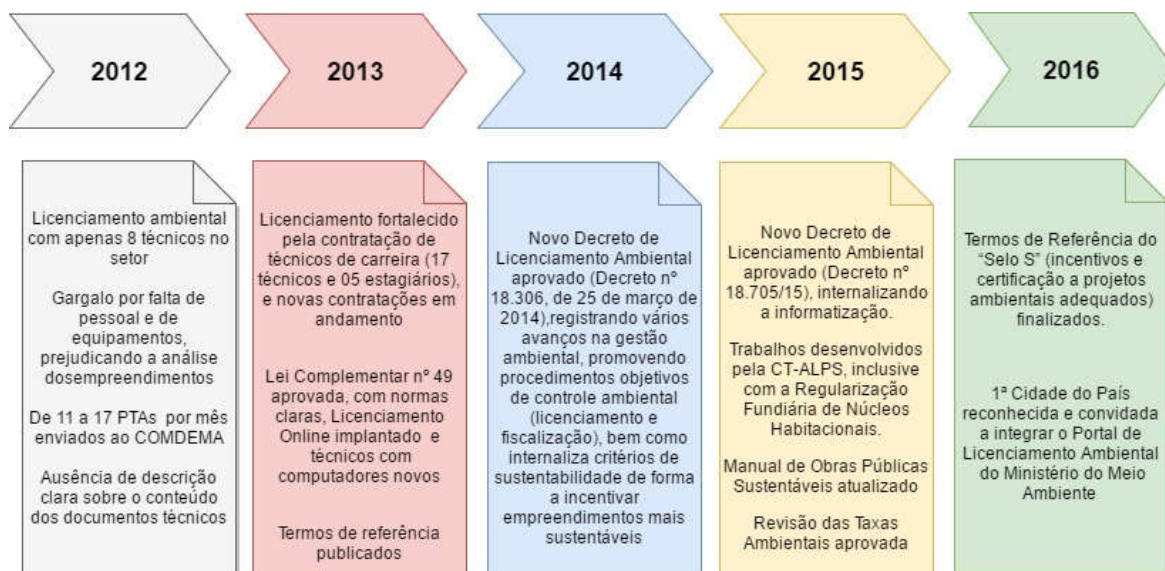 2012
2013
2014
2015
2016
Licenciamento ambiental
com apenas 8 técnicos no
setor
Gargalo por falta de
pessoal e de
equipamentos,
prejudicando a análise
dosempreendimentos
De 11 a 17 PTAs por mês
enviados ao COMDEMA
Ausência de descrição
clara sobre o conteúdo
dos documentos técnicos
Licenciamento fortalecido
pela contratação de
técnicos de carreira (17
técnicos e 05 estagiários),
e novas contratações em
andamento
Lei Complementar nº 49
aprovada, com normas
claras, Licenciamento
Online implantado e
técnicos com
computadores novos
Termos de referência
publicados
Novo Decreto de
Licenciamento Ambiental
aprovado (Decreto nº
18.306, de 25 de março de
2014),registrando vários
avanços na gestão
ambiental, promovendo
procedimentos objetivos
de controle ambiental
(licenciamento e
fiscalização), bem como
internaliza critérios de
sustentabilidade de forma
a incentivar
empreendimentos mais
sustentáveis
Novo Decreto de
Licenciamento Ambiental
aprovado (Decreto nº
18.705/15), internalizando
a informatização.
Trabalhos desenvolvidos
pela CT-ALPS, inclusive
com a Regularização
Fundiária de Núcleos
Habitacionais.
Manual de Obras Públicas
Sustentáveis atualizado
Revisão das Taxas
Ambientais aprovada
Termos de Referência do
“Selo S” (incentivos e
certificação a projetos
ambientais adequados)
finalizados.
1ª Cidade do País
reconhecida e convidada
a integrar o Portal de
Licenciamento Ambiental
do Ministério do Meio
Ambiente